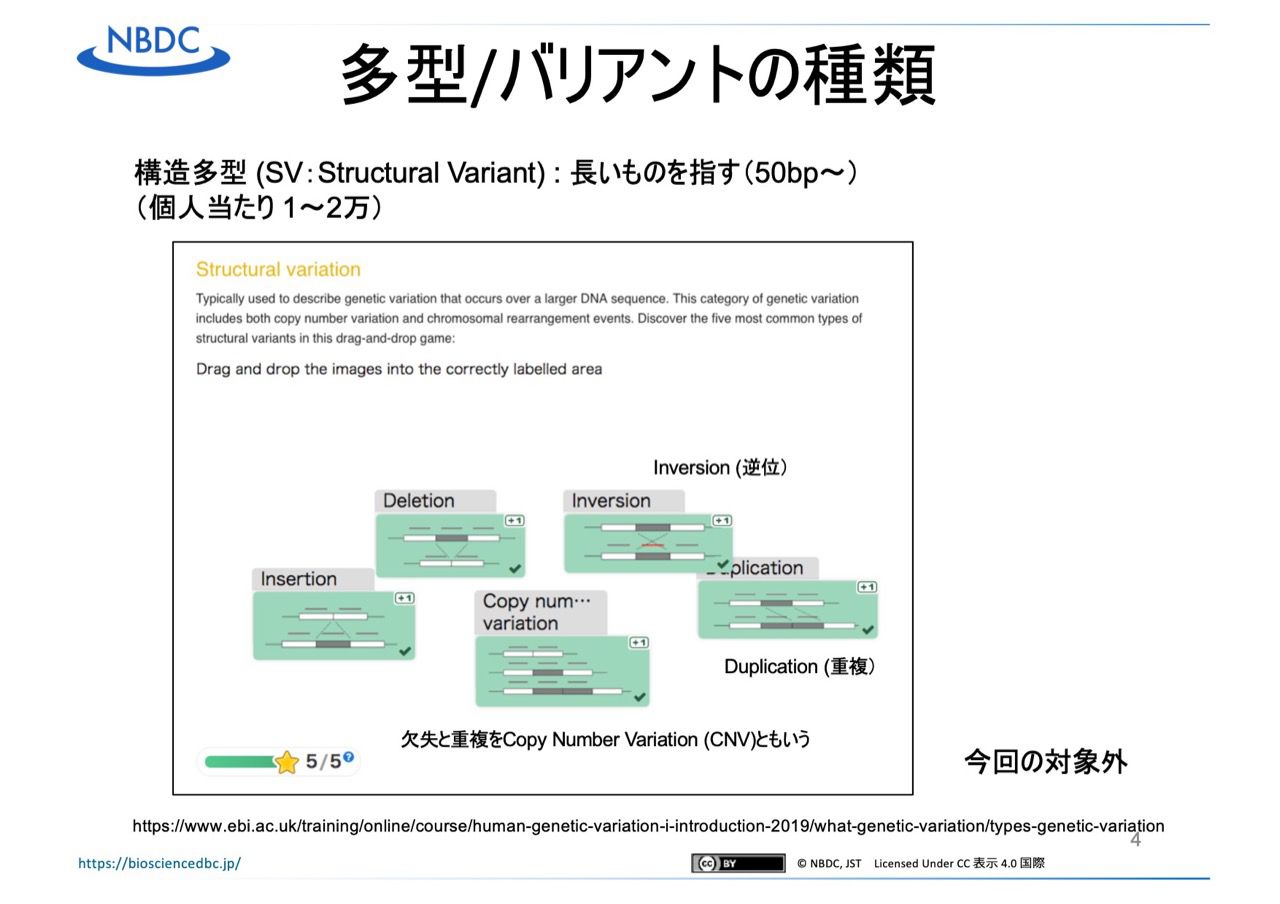 NBDC
多型/バリアントの種類
構造多型 (SV：Structural Variant) : 長いものを指す（50bp～）
（個人当たり 1～2万）
Structural variation
Typically used to describe genetic variation that occurs over a larger DNA sequence. This category of genetic variation
includes both copy number variation and chromosomal rearrangement events. Discover the five most common types of
structural variants in this drag-and-drop game:
Drag and drop the images into the correctly labelled area
Inversion (逆位）
Deletion
+1
Inversion
+1
Insertion
+1
Copy num…
variation
+1
plication
+1
Duplication (重複）
欠失と重複をCopy Number Variation (CNV)ともいう
5/5
?
今回の対象外
https://www.ebi.ac.uk/training/online/course/human-genetic-variation-i-introduction-2019/what-genetic-variation/types-genetic-variation
4
https://biosciencedbc.jp/
cc BY
© NBDC, JST Licensed Under CC 表示 4.0 国際